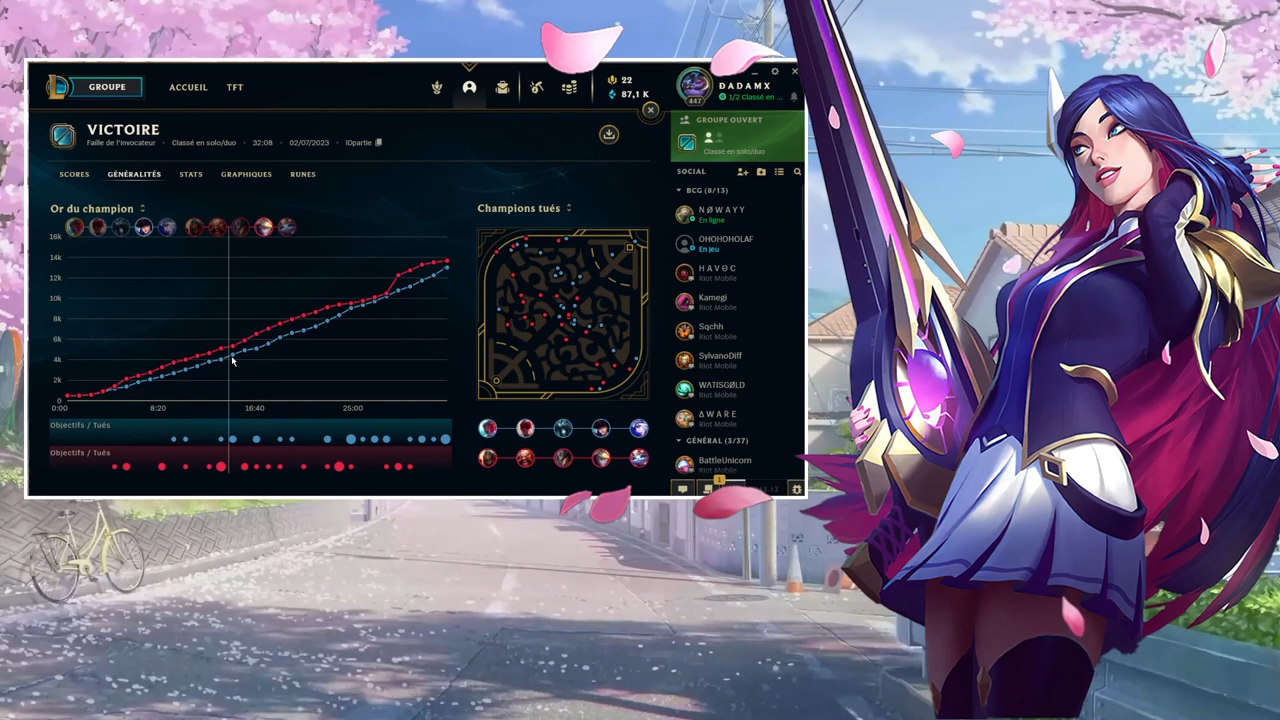 GROUPE
ACCUEIL
TFT
22
87,1 K
447
DADAMX
1/2 Classé en ...
VICTOIRE
Faille de l'invocateur
Classé en solo/duo
32:08
02/07/2023
IDpartie
GROUPE OUVERT
Classé en solo/duo
SCORES
GÉNÉRALITÉS
STATS
GRAPHIQUES
RUNES
SOCIAL
BCG (8/13)
Or du champion
Champions tués
16k
14k
12k
10k
8k
6k
4k
2k
0
0:00
8:20
16:40
25:00
Objectifs / Tués
Objectifs / Tués
NØWAYY
En ligne
OHOHOHOLAF
En jeu
Riot Mobile
Kamegi
Riot Mobile
Sqchh
Riot Mobile
SylvanoDiff
Riot Mobile
Riot Mobile
Riot Mobile
GÉNÉRAL (3/37)
BattleUnicorn
Riot Mobile
1